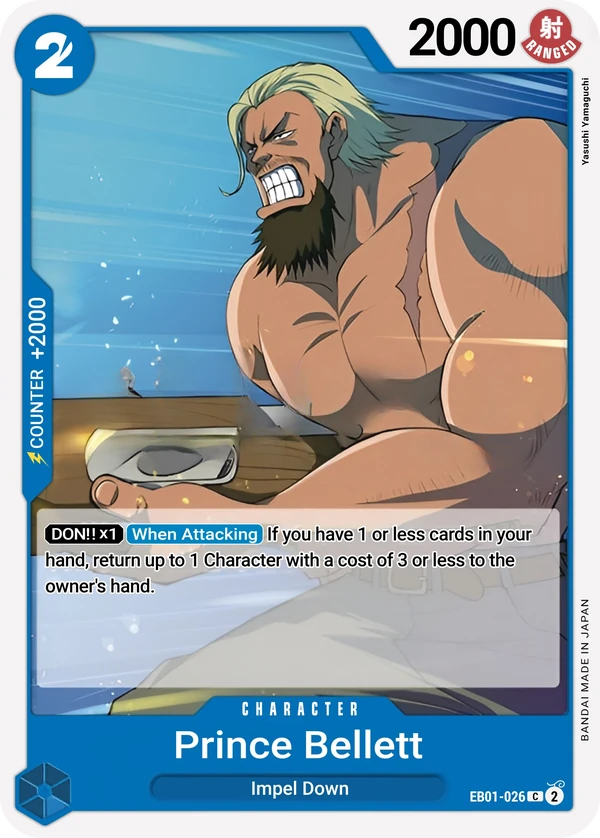 2
2000
射
RANGED
Yasushi Yamaguchi
COUNTER +2000
DON!! x1 When Attacking If you have 1 or less cards in your
hand, return up to 1 Character with a cost of 3 or less to the
owner's hand.
BANDAI MADE IN JAPAN
CHARACTER
Prince Bellett
Impel Down
EB01-026 C 2